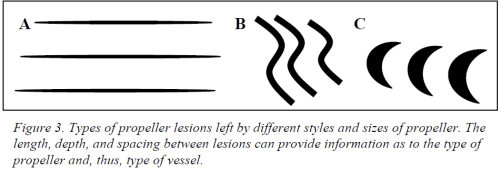 A B C
Figure 3. Types of propeller lesions left by different styles and sizes of propeller. The
length, depth, and spacing between lesions can provide information as to the type of
propeller and, thus, type of vessel.